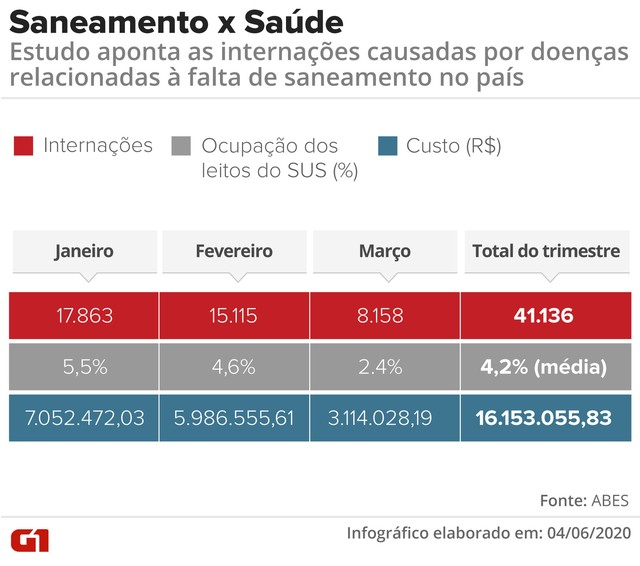 Saneamento x Saúde
Estudo aponta as internações causadas por doenças
relacionadas à falta de saneamento no país
Internações
Ocupação dos
leitos do SUS (%)
Custo (R$)
Janeiro Fevereiro Março Total do trimestre
17.863 15.115 8.158 41.136
5,5% 4,6% 2.4% 4,2% (média)
7.052.472,03 5.986.555,61 3.114.028,19 16.153.055,83
Fonte: ABES
G1
Infográfico elaborado em: 04/06/2020